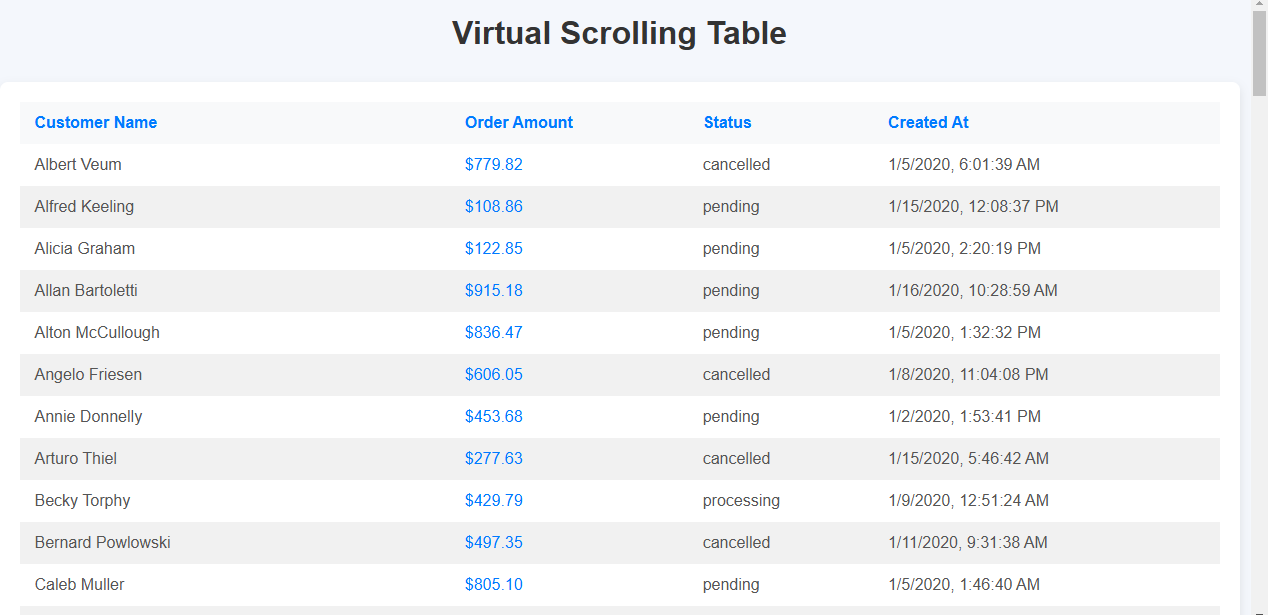 Virtual Scrolling Table
Customer Name Order Amount Status Created At
Albert Veum $779.82 cancelled 1/5/2020, 6:01:39 AM
Alfred Keeling $108.86 pending 1/15/2020, 12:08:37 PM
Alicia Graham $122.85 pending 1/5/2020, 2:20:19 PM
Allan Bartoletti $915.18 pending 1/16/2020, 10:28:59 AM
Alton McCullough $836.47 pending 1/5/2020, 1:32:32 PM
Angelo Friesen $606.05 cancelled 1/8/2020, 11:04:08 PM
Annie Donnelly $453.68 pending 1/2/2020, 1:53:41 PM
Arturo Thiel $277.63 cancelled 1/15/2020, 5:46:42 AM
Becky Torphy $429.79 processing 1/9/2020, 12:51:24 AM
Bernard Powlowski $497.35 cancelled 1/11/2020, 9:31:38 AM
Caleb Muller $805.10 pending 1/5/2020, 1:46:40 AM